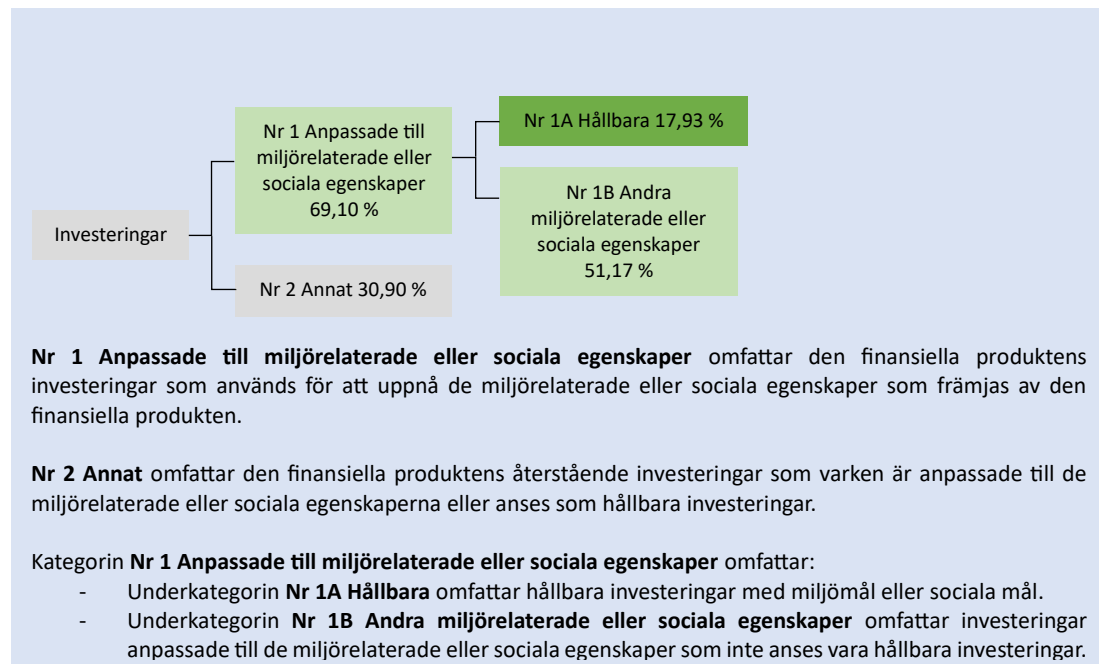 Nr 1 Anpassade till
miljörelaterade eller
sociala egenskaper
69,10 %
Nr 1A Hållbara 17,93 %
Nr 1B Andra
miljörelaterade eller
sociala egenskaper
51,17 %
Investeringar
Nr 2 Annat 30,90 %
Nr 1 Anpassade till miljörelaterade eller sociala egenskaper omfattar den finansiella produktens
investeringar som används för att uppnå de miljörelaterade eller sociala egenskaper som främjas av den
finansiella produkten.
Nr 2 Annat omfattar den finansiella produktens återstående investeringar som varken är anpassade till de
miljörelaterade eller sociala egenskaperna eller anses som hållbara investeringar.
Kategorin Nr 1 Anpassade till miljörelaterade eller sociala egenskaper omfattar:
- Underkategorin Nr 1A Hållbara omfattar hållbara investeringar med miljömål eller sociala mål.
- Underkategorin Nr 1B Andra miljörelaterade eller sociala egenskaper omfattar investeringar
anpassade till de miljörelaterade eller sociala egenskaper som inte anses vara hållbara investeringar.